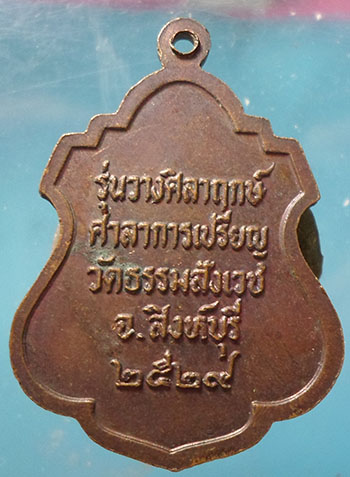 รุ่นวางศิลาฤกษ์
ศาลาการเปรียญ
วัดธรรมสังเวช
จ.สิงห์บุรี
๒๕๒๙